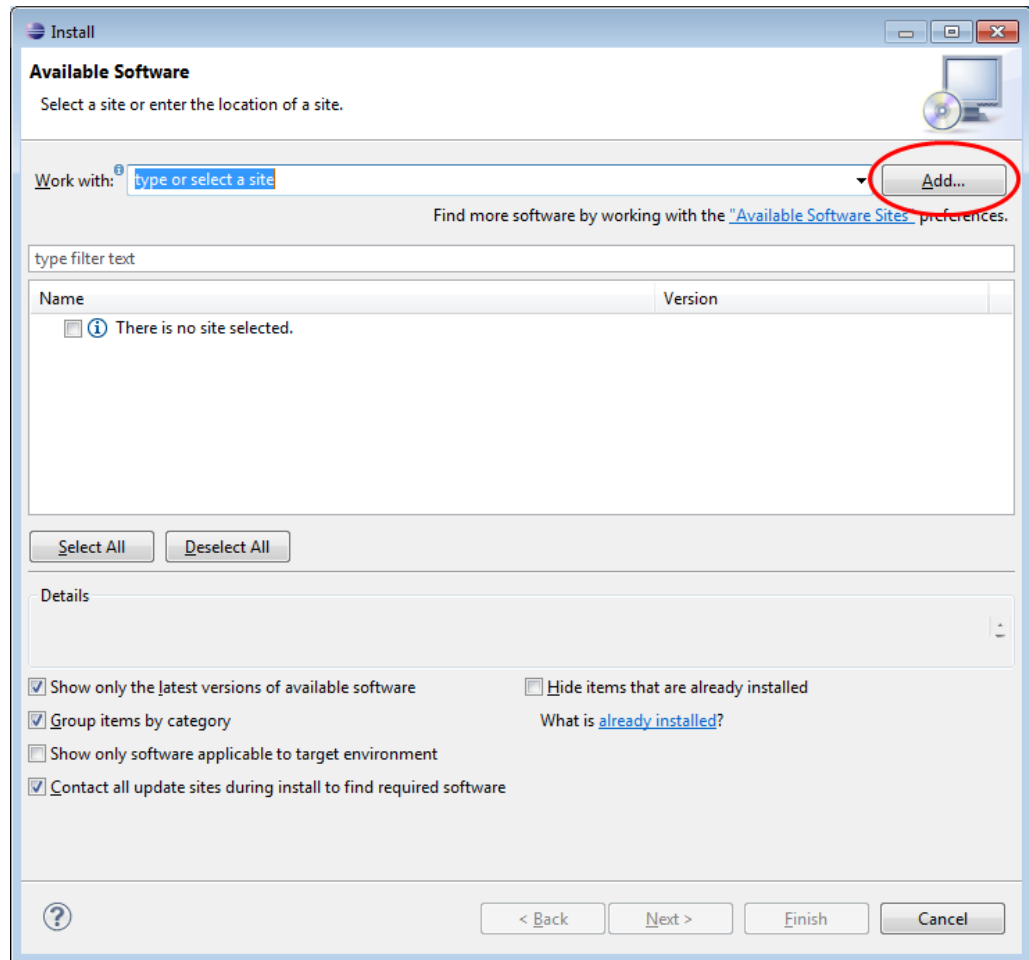 Install
Available Software
Select a site or enter the location of a site.
Work with: type or select a site Add...
Find more software by working with the "Available Software Sites" preferences.
type filter text
Name Version
There is no site selected.
Select All Deselect All
Details
Show only the latest versions of available software Hide items that are already installed
Group items by category What is already installed?
Show only software applicable to target environment
Contact all update sites during install to find required software
? < Back Next > Finish Cancel